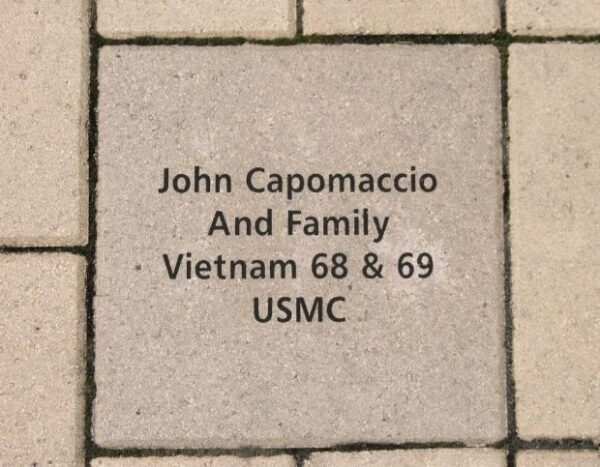 John Capomaccio
And Family
Vietnam 68 & 69
USMC